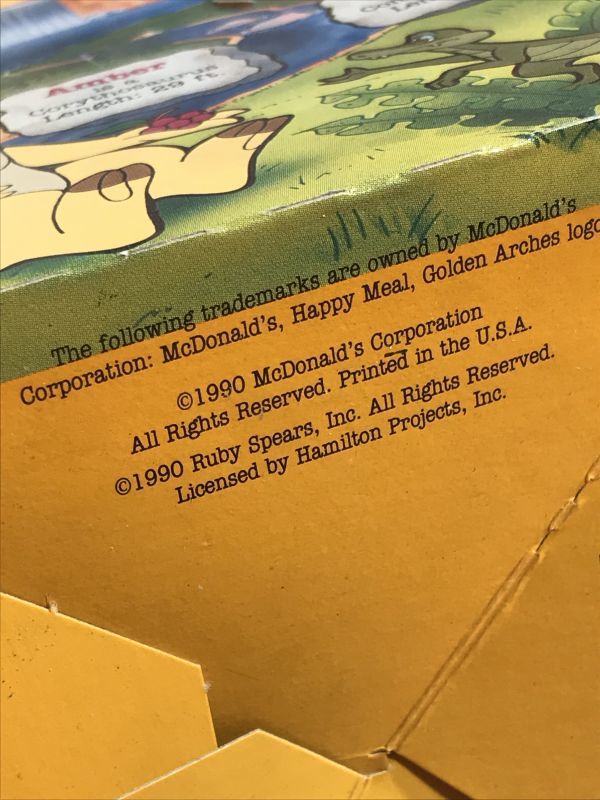 Amber
is a
Corythosaurus
Length: 29 ft.
The following trademarks are owned by McDonald's
Corporation: McDonald's, Happy Meal, Golden Arches logo
©1990 McDonald's Corporation
All Rights Reserved. Printed in the U.S.A.
©1990 Ruby Spears, Inc. All Rights Reserved.
Licensed by Hamilton Projects, Inc.